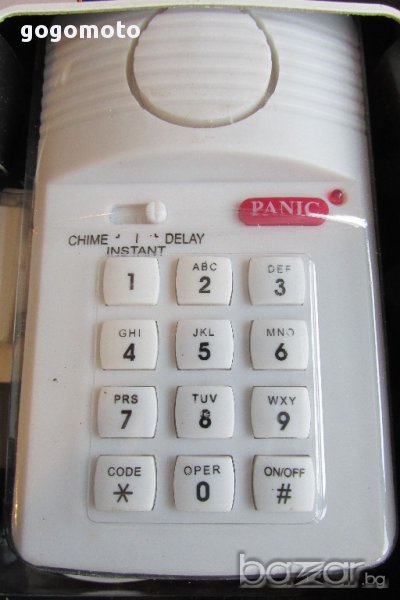 gogomoto
PANIC
CHIME I DELAY
INSTANT
1 ABC 2 DEF 3
GHI 4 JKL 5 MNO 6
PRS 7 TUV 8 WXY 9
CODE * OPER 0 ON/OFF #
bazar.bg